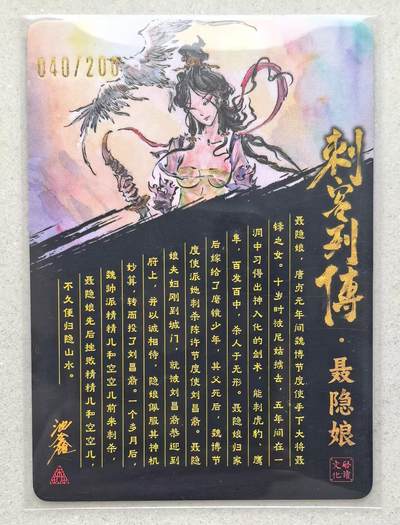 040/200
刺客列傳·聂隐娘
聂隐娘，唐贞元年间魏博节度使手下大将聂
锋之女。十岁时被尼姑掳去，五年间在一
洞中习得出神入化的剑术，能刺虎豹、鹰
隼，百发百中，杀人于无形。聂隐娘归家
后嫁给了磨镜少年，其父死后，魏博节
度使派她刺杀陈许节度使刘昌裔。聂隐
娘夫妇刚到城门，就被刘昌裔恭迎到
府上，并以诚相待，隐娘佩服其神机
妙算，转而投了刘昌裔。一个多月后，
魏帅派精精儿和空空儿前来刺杀，
聂隐娘先后挫败精精儿和空空儿，
不久便归隐山水。
文化